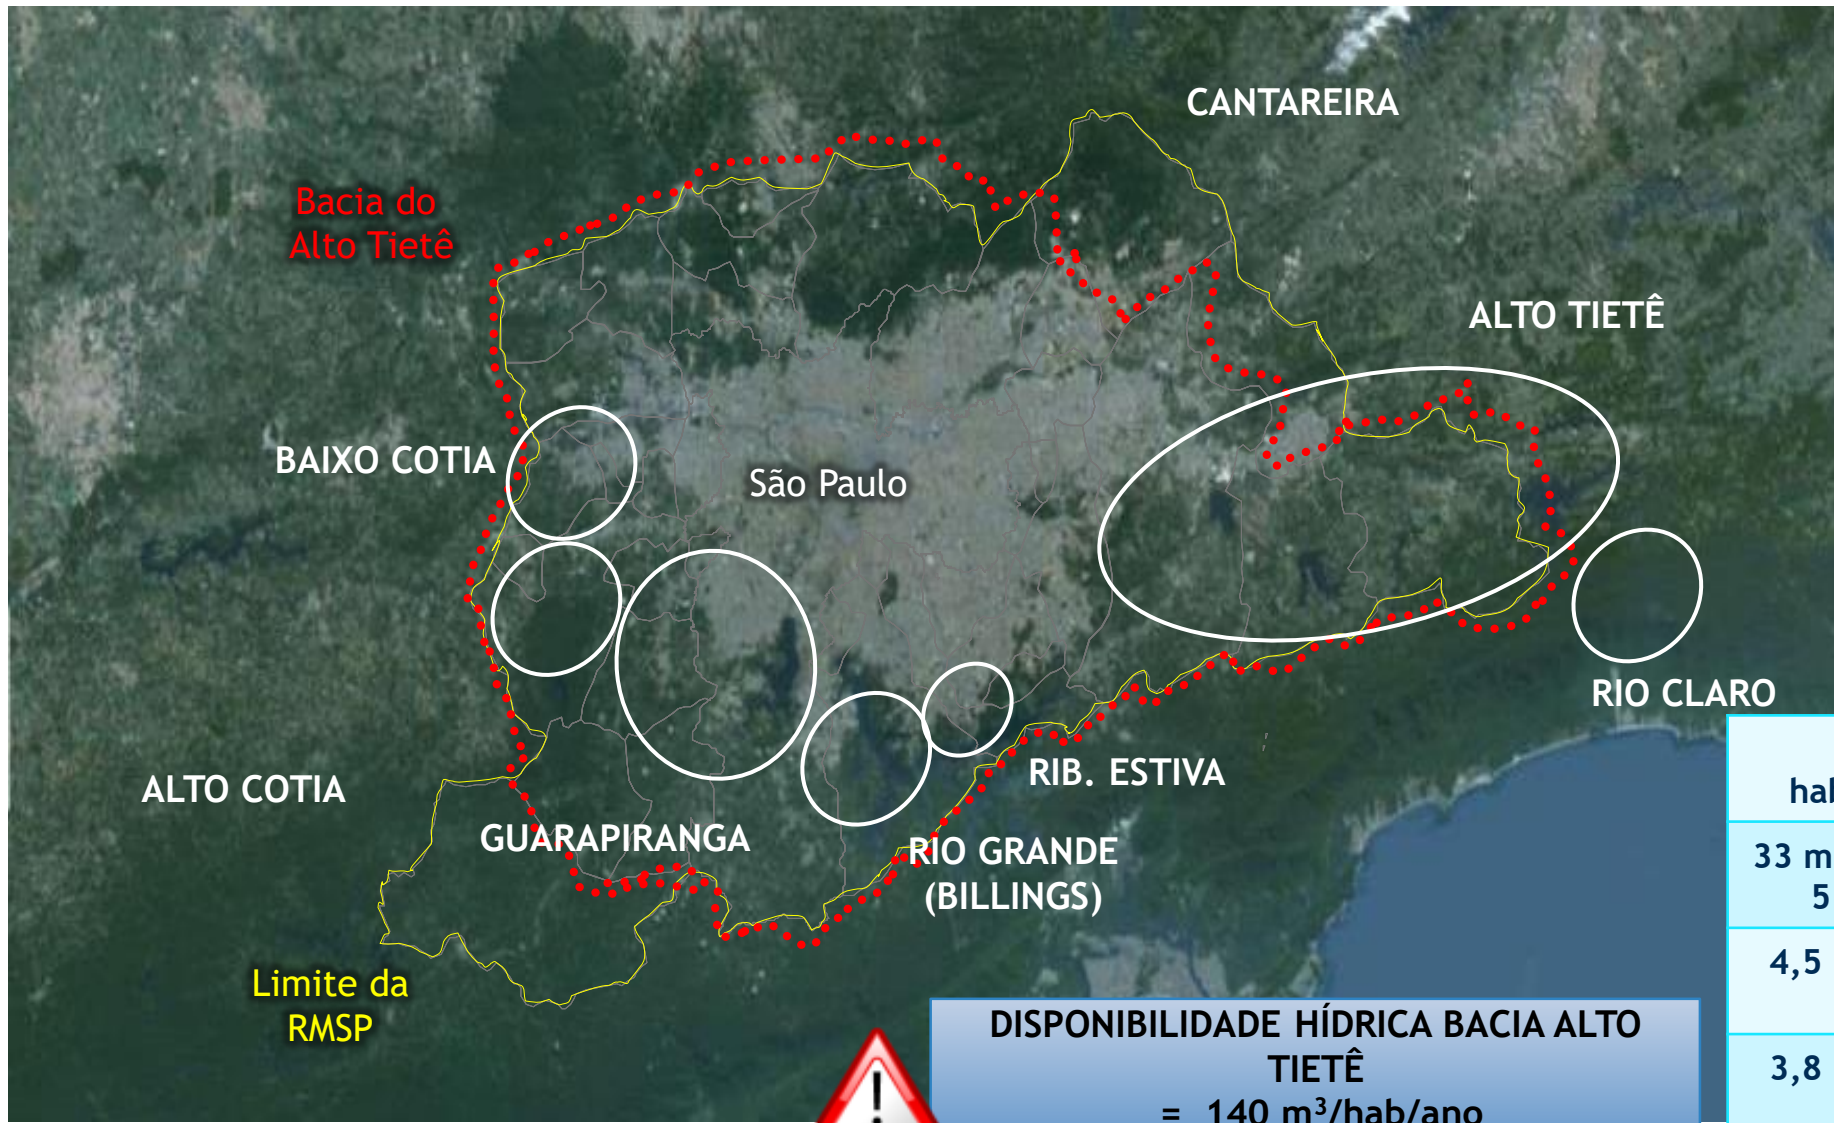 CANTAREIRA
Bacia do
Alto Tietê
ALTO TIETÊ
BAIXO COTIA
São Paulo
RIO CLARO
RIB. ESTIVA
ALTO COTIA
GUARAPIRANGA
RIO GRANDE
(BILLINGS)
Limite da
RMSP
DISPONIBILIDADE HÍDRICA BACIA ALTO
TIETÊ
= 140 m³/hab/ano
!
hab
33 m
5
4,5
3,8